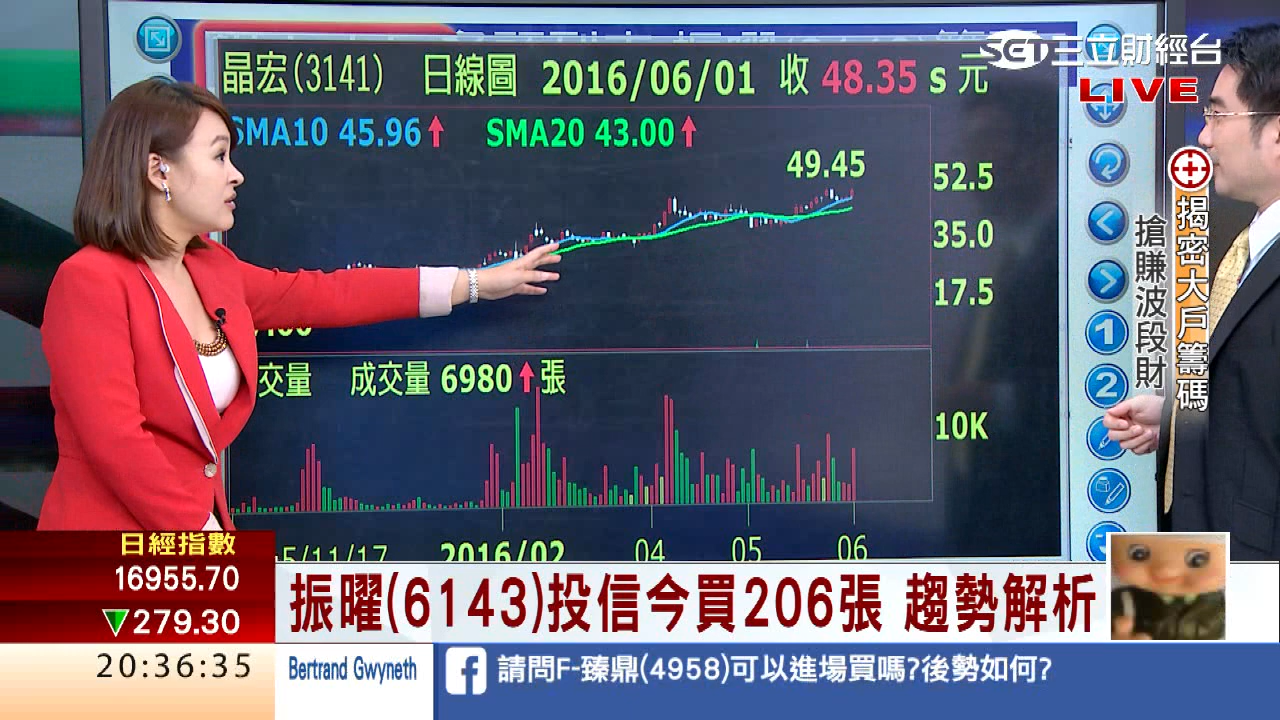 晶宏(3141) 日線圖 2016/06/01 收 48.35 s 元
SMA10 45.96↑ SMA20 43.00↑
49.45
52.5
35.0
17.5
交量 成交量 6980↑張
10K
5/11/17 2016/02 04 05 06
1
2
SET三立財經台
LIVE
揭密大戶籌碼
搶賺波段財
日經指數
16955.70
▼279.30
20:36:35
振曜(6143)投信今買206張 趨勢解析
Bertrand Gwyneth
f 請問F-臻鼎(4958)可以進場買嗎?後勢如何?